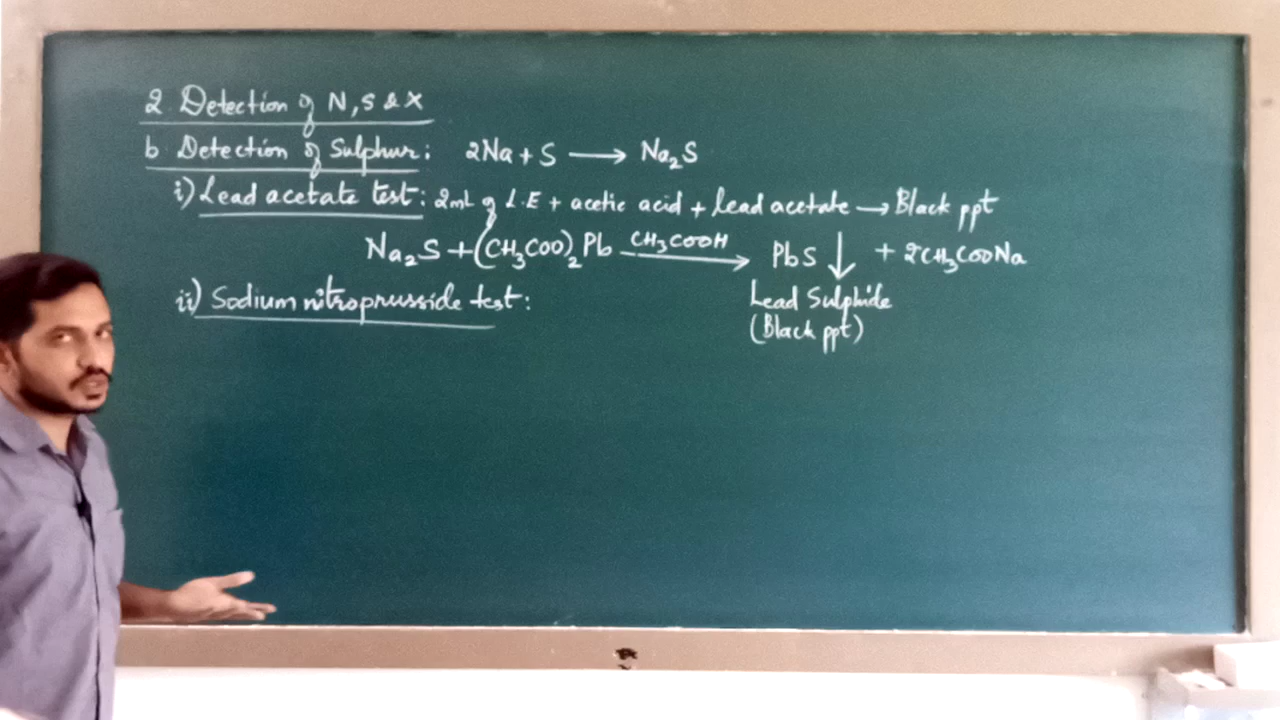 2. Detection of N, S & X
b. Detection of Sulphur: 2Na + S ⟶ Na₂S
i) Lead acetate test: 2mL of L.E + acetic acid + lead acetate → Black ppt
Na₂S + (CH₃COO)₂Pb CH₃COOH⟶ PbS ↓ + 2CH₃COONa
Lead Sulphide
(Black ppt)
ii) Sodium nitroprusside test: